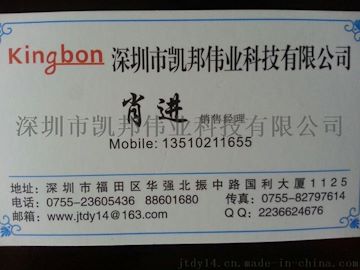 Kingbon 深圳市凯邦伟业科技有限公司
肖进 销售经理
深圳市凯邦伟业科技有限公司
Mobile: 13510211655
地址: 深圳市福田区华强北振中路国利大厦1125
电话: 0755-23605436 88601680 传真: 0755-82797614
邮箱: www.jtdy14@163.com QQ: 2236624676
jtdy14.cn.made-in-china.com